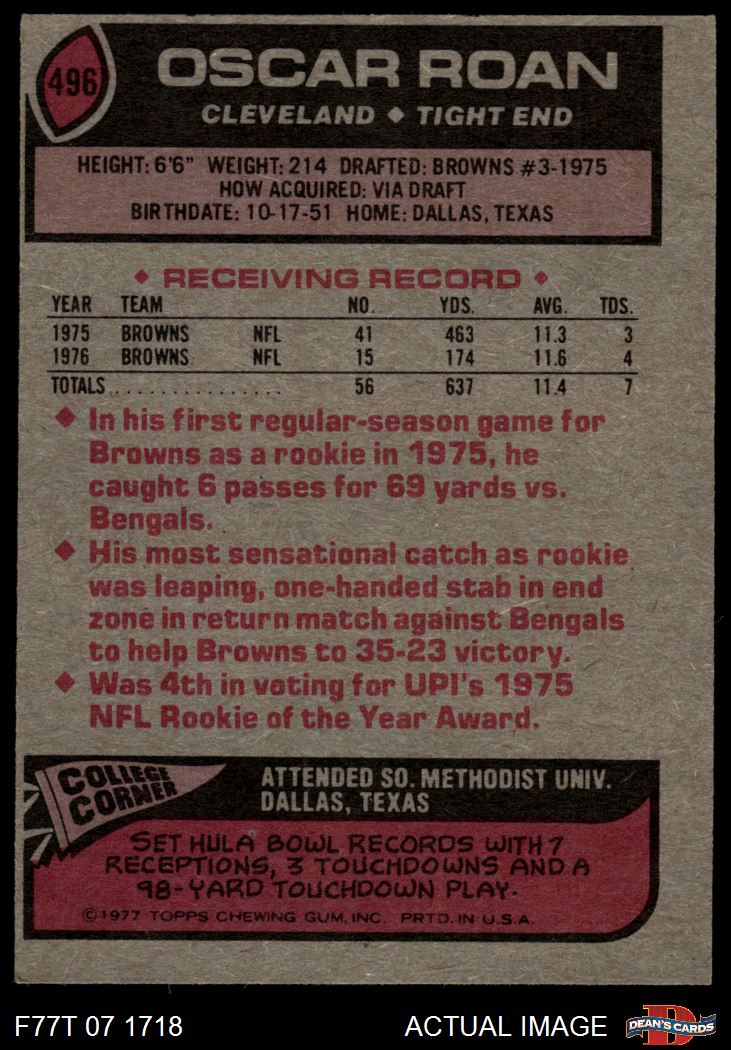 496
OSCAR ROAN
CLEVELAND ◆ TIGHT END
HEIGHT: 6'6" WEIGHT: 214 DRAFTED: BROWNS #3-1975
HOW ACQUIRED: VIA DRAFT
BIRTHDATE: 10-17-51 HOME: DALLAS, TEXAS
◆ RECEIVING RECORD ◆
YEAR TEAM NO. YDS. AVG. TDS.
1975 BROWNS NFL 41 463 11.3 3
1976 BROWNS NFL 15 174 11.6 4
TOTALS................ 56 637 11.4 7
◆ In his first regular-season game for
Browns as a rookie in 1975, he
caught 6 passes for 69 yards vs.
Bengals.
◆ His most sensational catch as rookie
was leaping, one-handed stab in end
zone in return match against Bengals
to help Browns to 35-23 victory.
◆ Was 4th in voting for UPI's 1975
NFL Rookie of the Year Award.
COLLEGE
CORNER
ATTENDED SO. METHODIST UNIV.
DALLAS, TEXAS
SET HULA BOWL RECORDS WITH 7
RECEPTIONS, 3 TOUCHDOWNS AND A
98-YARD TOUCHDOWN PLAY.
©1977 TOPPS CHEWING GUM, INC. PRTD. IN U.S.A.
F77T 07 1718 ACTUAL IMAGE
D
DEAN'S CARDS